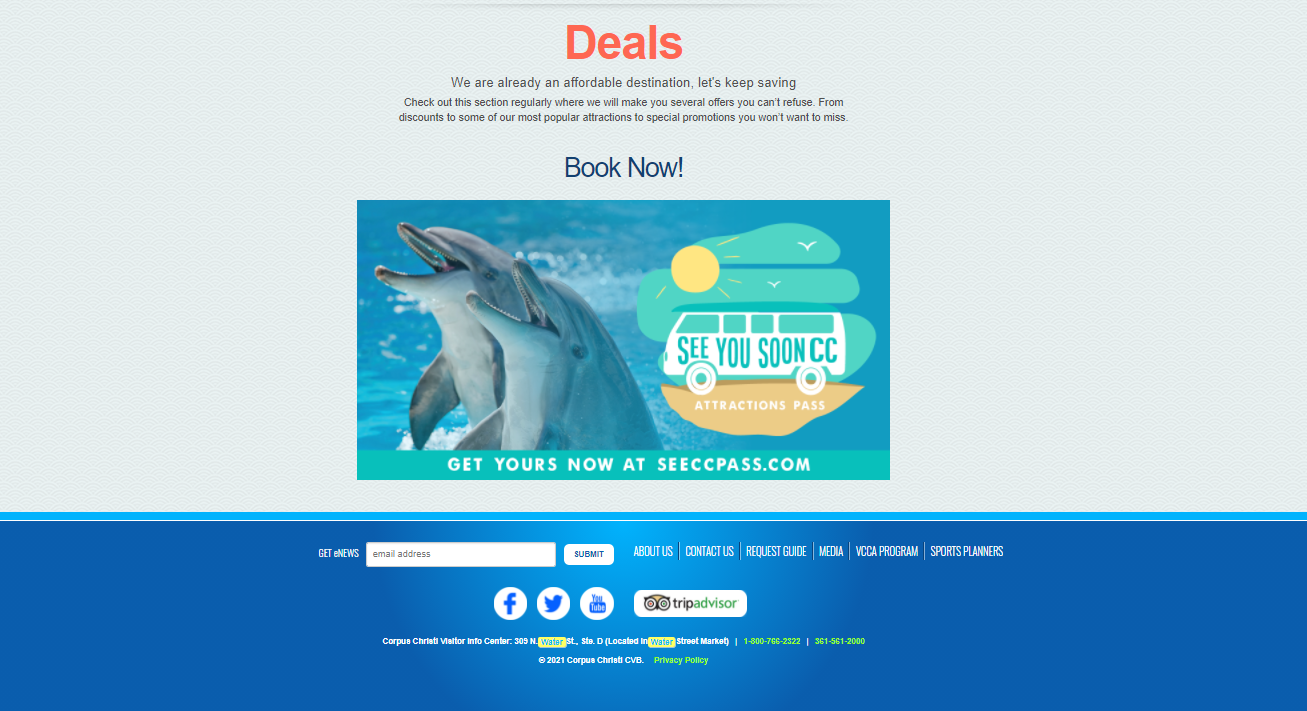 Deals
We are already an affordable destination, let's keep saving
Check out this section regularly where we will make you several offers you can't refuse. From
discounts to some of our most popular attractions to special promotions you won't want to miss.
Book Now!
SEE YOU SOON CC
ATTRACTIONS PASS
GET YOURS NOW AT SEECCPASS.COM
GET eNEWS email address SUBMIT ABOUT US | CONTACT US | REQUEST GUIDE | MEDIA | VCCA PROGRAM | SPORTS PLANNERS
f You Tube tripadvisor
Corpus Christi Visitor Info Center: 309 N. Water St., Ste. D (Located in Water Street Market) | 1-800-766-2322 | 361-561-2000
© 2021 Corpus Christi CVB. Privacy Policy